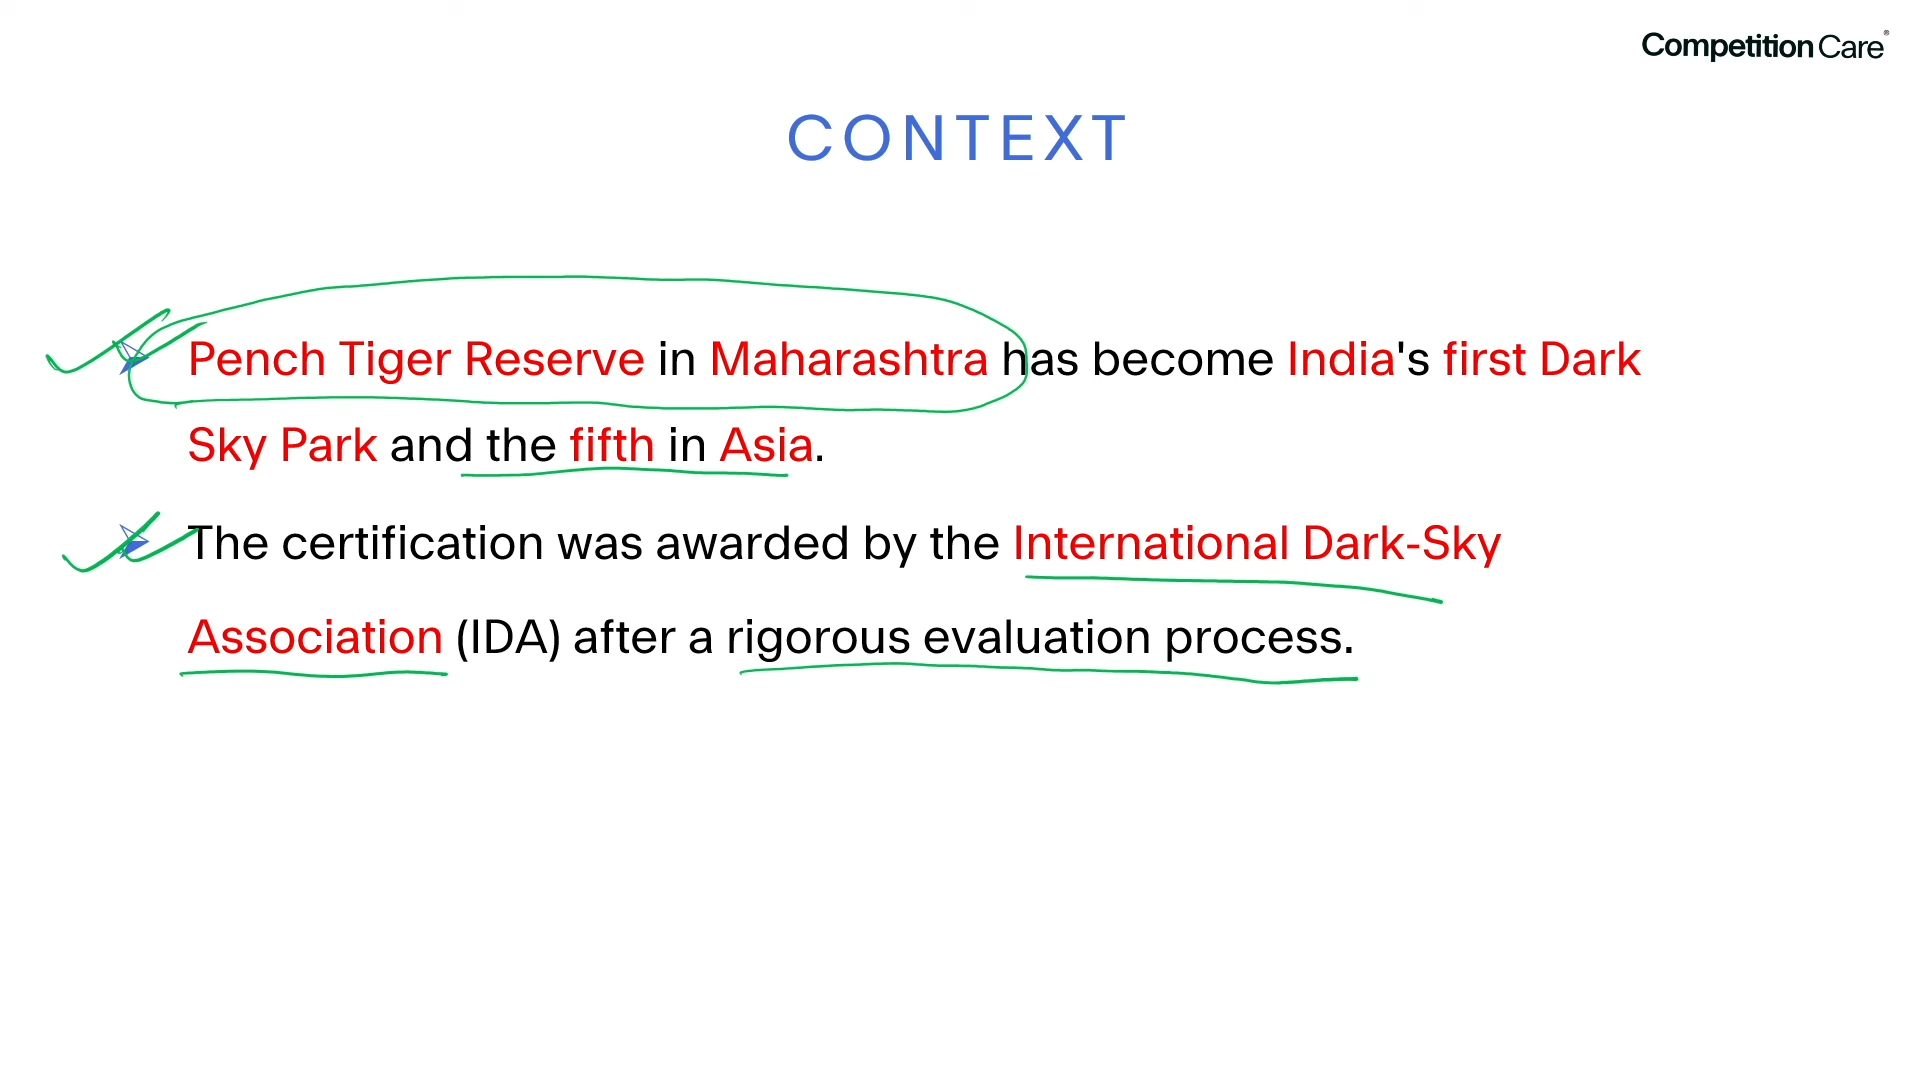 Competition Care®
CONTEXT
Pench Tiger Reserve in Maharashtra has become India's first Dark
Sky Park and the fifth in Asia.
The certification was awarded by the International Dark-Sky
Association (IDA) after a rigorous evaluation process.